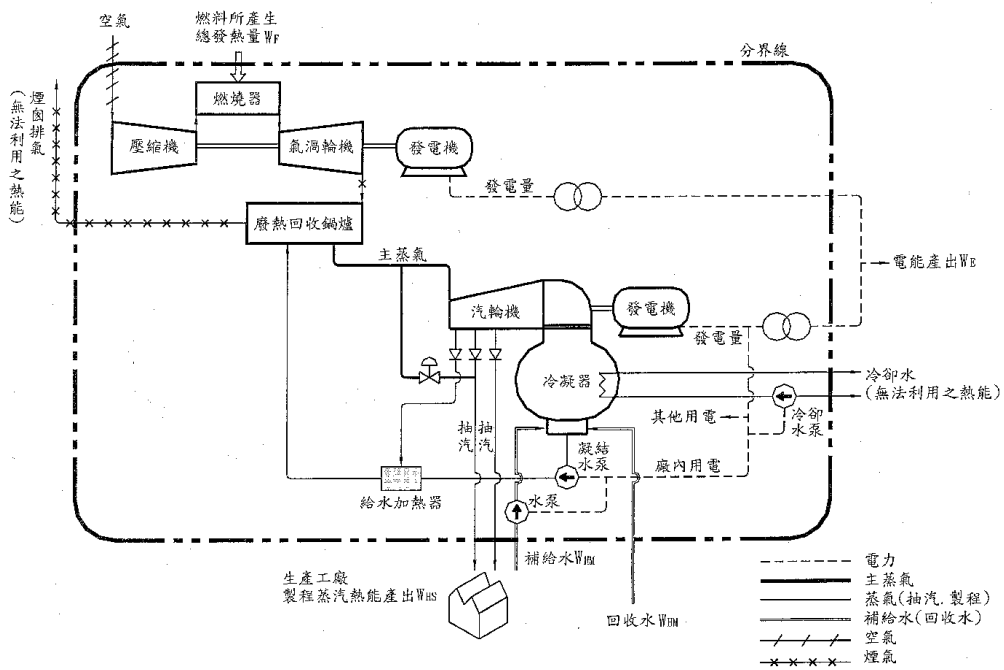 空氣
燃料所產生
總發熱量WF
分界線
燃燒器
煙囪排氣
(無法利用之熱能)
壓縮機
氣渦輪機
發電機
發電量
廢熱回收鍋爐
主蒸氣
電能產出WE
汽輪機
發電機
發電量
冷凝器
冷卻水
(無法利用之熱能)
冷卻
水泵
其他用電
抽汽
抽汽
凝結
水泵
廠內用電
給水加熱器
水泵
補給水WHM
生產工廠
製程蒸汽熱能產出WHS
回收水WHM
電力
主蒸氣
蒸氣(抽汽.製程)
補給水(回收水)
空氣
煙氣